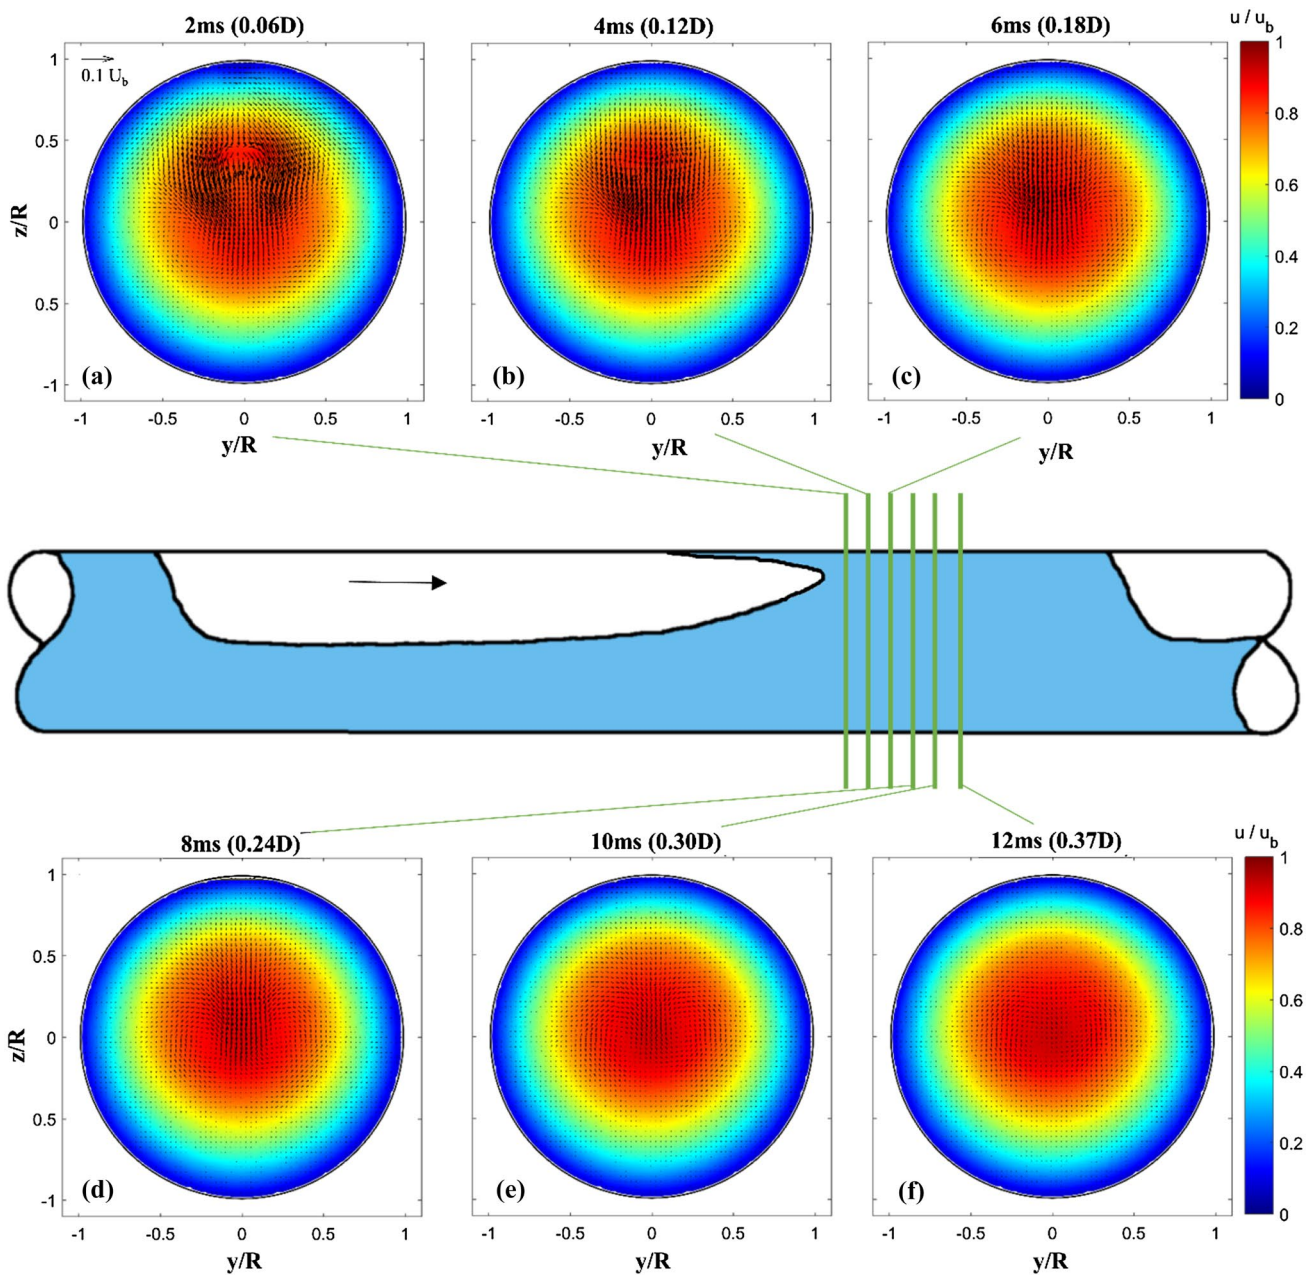 2ms (0.06D)
4ms (0.12D)
6ms (0.18D)
u / u_b
0.1 U_b
1
0.5
0
0.5
-1
z/R
(a)
(b)
(c)
-1 -0.5 0 0.5 1
-1 -0.5 0 0.5 1
-1 -0.5 0 0.5 1
y/R
y/R
y/R
1
0.8
0.6
0.4
0.2
0
8ms (0.24D)
10ms (0.30D)
12ms (0.37D)
u / u_b
1
0.5
0
0.5
-1
z/R
(d)
(e)
(f)
-1 -0.5 0 0.5 1
-1 -0.5 0 0.5 1
-1 -0.5 0 0.5 1
y/R
y/R
y/R
1
0.8
0.6
0.4
0.2
0